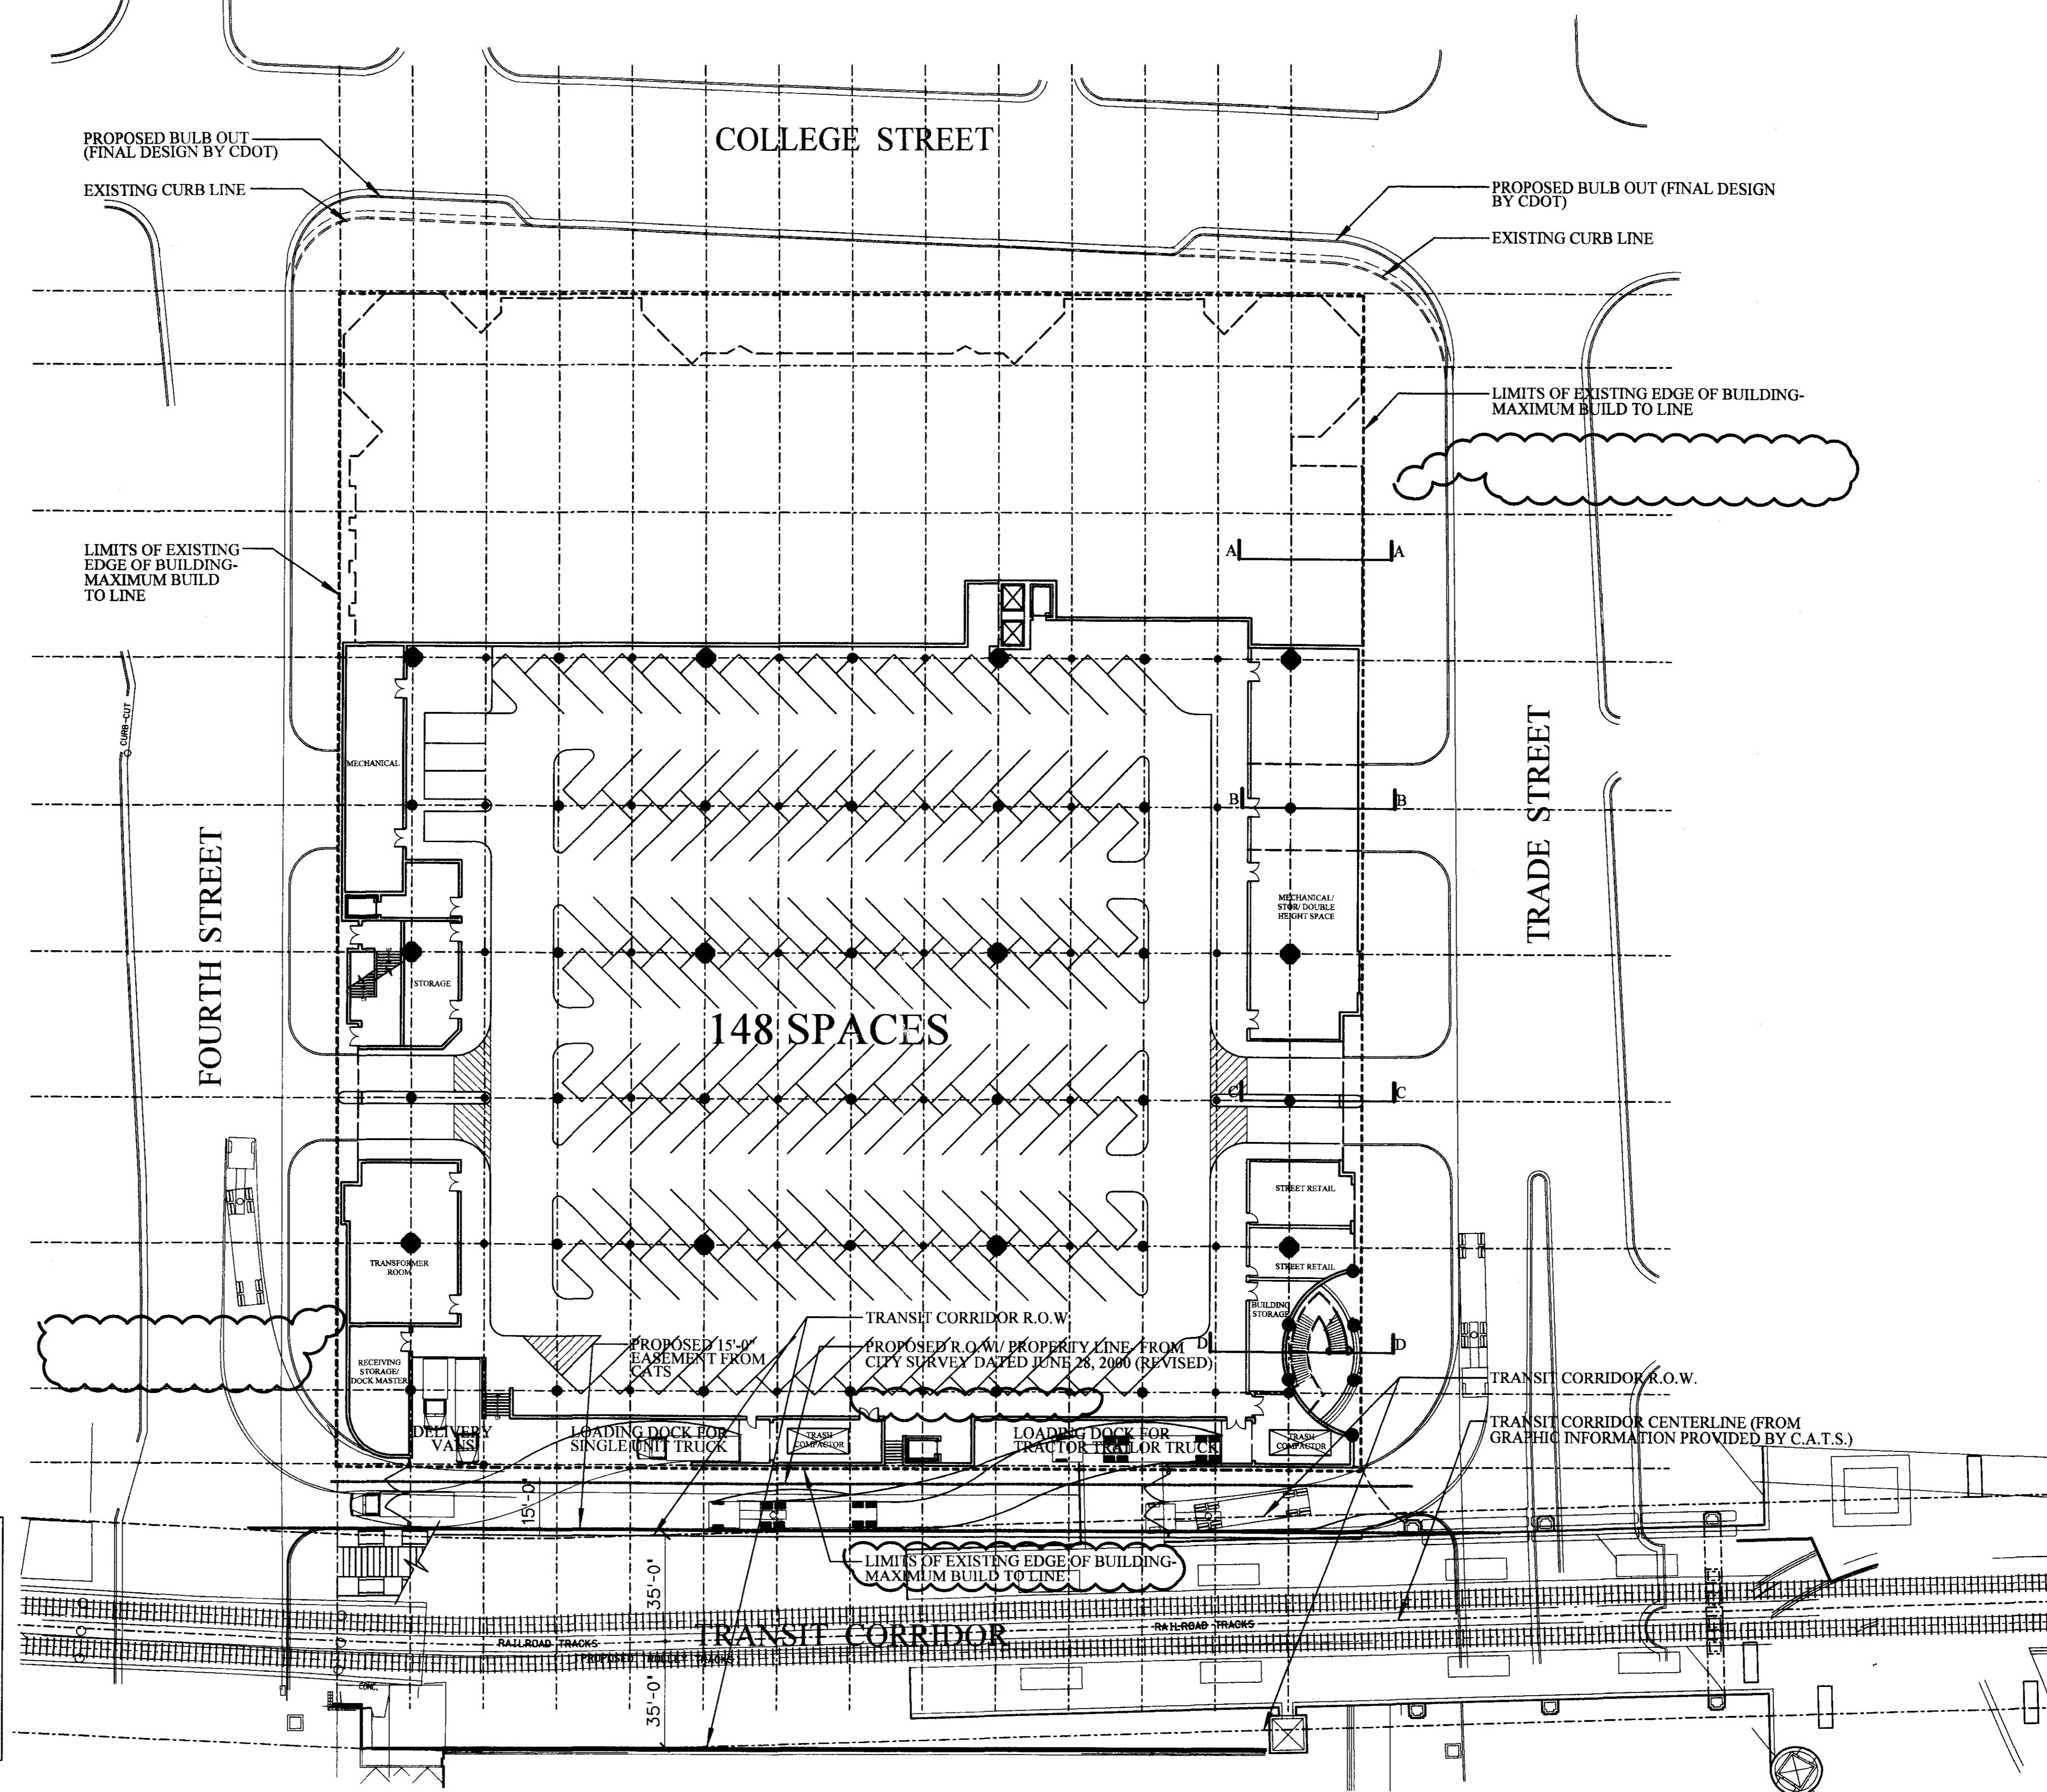 COLLEGE STREET
PROPOSED BULB OUT
(FINAL DESIGN BY CDOT)
EXISTING CURB LINE
PROPOSED BULB OUT (FINAL DESIGN
BY CDOT)
EXISTING CURB LINE
LIMITS OF EXISTING EDGE OF BUILDING-
MAXIMUM BUILD TO LINE
LIMITS OF EXISTING
EDGE OF BUILDING-
MAXIMUM BUILD
TO LINE
A
A
CURB-CUT
MECHANICAL
B
B
FOURTH STREET
TRADE STREET
MECHANICAL/
STOR/ DOUBLE
HEIGHT SPACE
STORAGE
148 SPACES
C
C
STREET RETAIL
TRANSFORMER
ROOM
STREET RETAIL
BUILDING
STORAGE
TRANSIT CORRIDOR R.O.W
PROPOSED 15'-0"
EASEMENT FROM
CATS
PROPOSED R.O.W./ PROPERTY LINE- FROM
CITY SURVEY DATED JUNE 28, 2000 (REVISED)
D
D
RECEIVING
STORAGE/
DOCK MASTER
TRANSIT CORRIDOR R.O.W.
DELIVERY
VANS
LOADING DOCK FOR
SINGLE UNIT TRUCK
TRASH
COMPACTOR
LOADING DOCK FOR
TRACTOR TRAILOR TRUCK
TRASH
COMPACTOR
TRANSIT CORRIDOR CENTERLINE (FROM
GRAPHIC INFORMATION PROVIDED BY C.A.T.S.)
15'-0"
LIMITS OF EXISTING EDGE OF BUILDING-
MAXIMUM BUILD TO LINE
35'-0"
RAILROAD TRACKS
TRANSIT CORRIDOR
RAILROAD TRACKS
PROPOSED TROLLEY TRACKS
CONC.
35'-0"